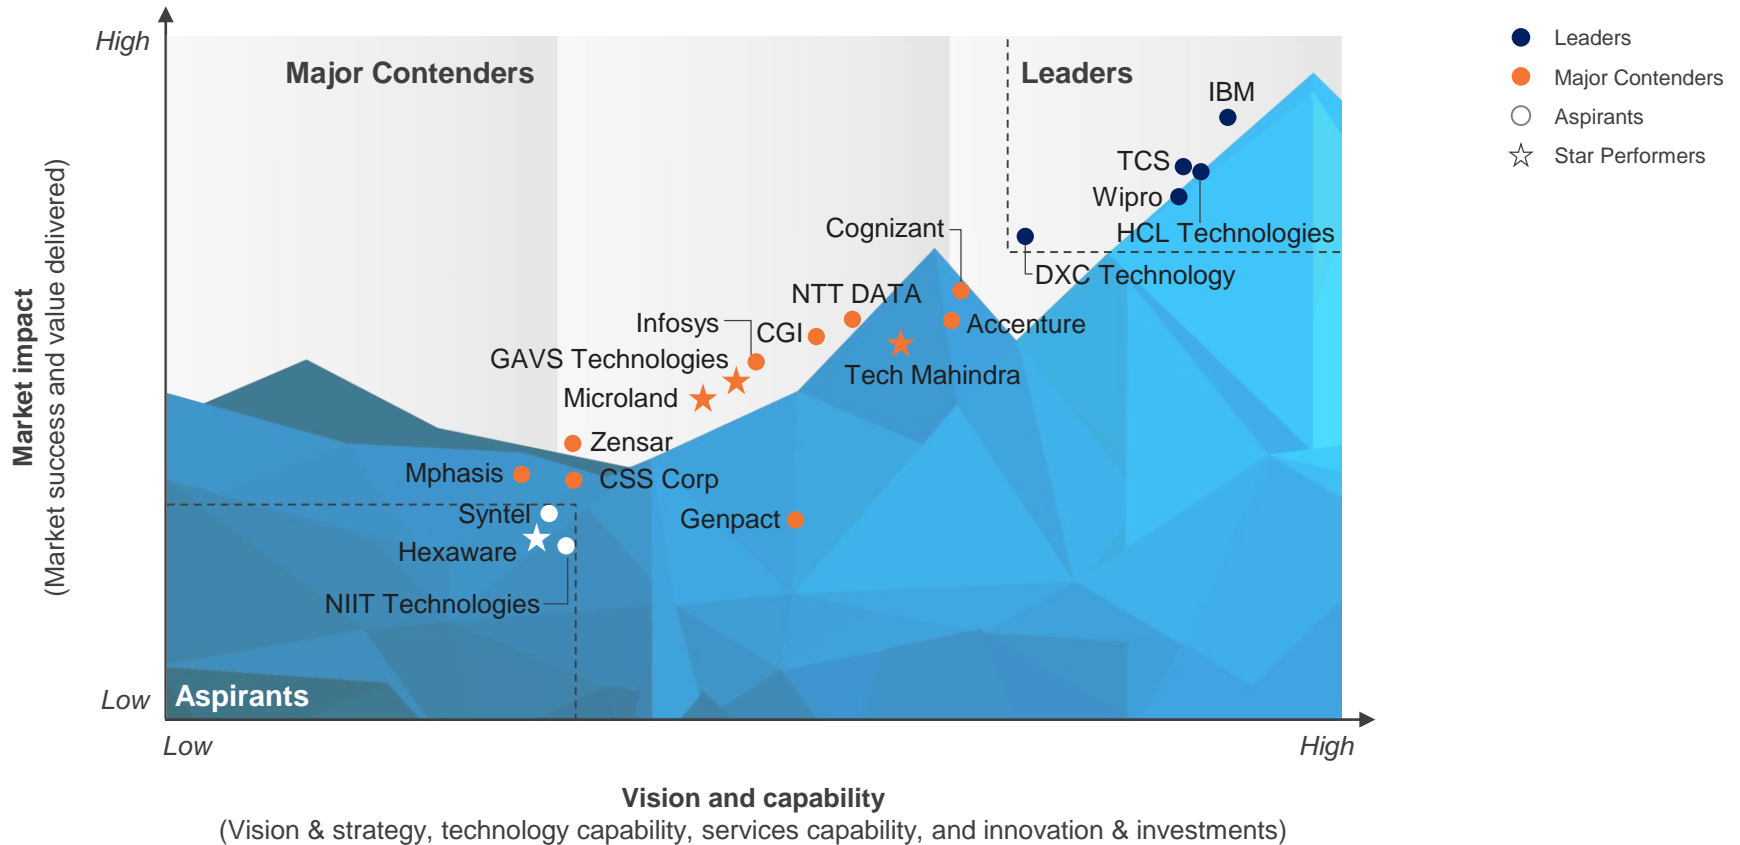 High
Major Contenders
Leaders
IBM
TCS
Wipro
HCL Technologies
Cognizant
DXC Technology
NTT DATA
Infosys
CGI
Accenture
GAVS Technologies
Tech Mahindra
Microland
Zensar
Mphasis
CSS Corp
Syntel
Genpact
Hexaware
NIIT Technologies
Aspirants
Low
Low
High
Market impact
(Market success and value delivered)
Vision and capability
(Vision & strategy, technology capability, services capability, and innovation & investments)
Leaders
Major Contenders
Aspirants
Star Performers